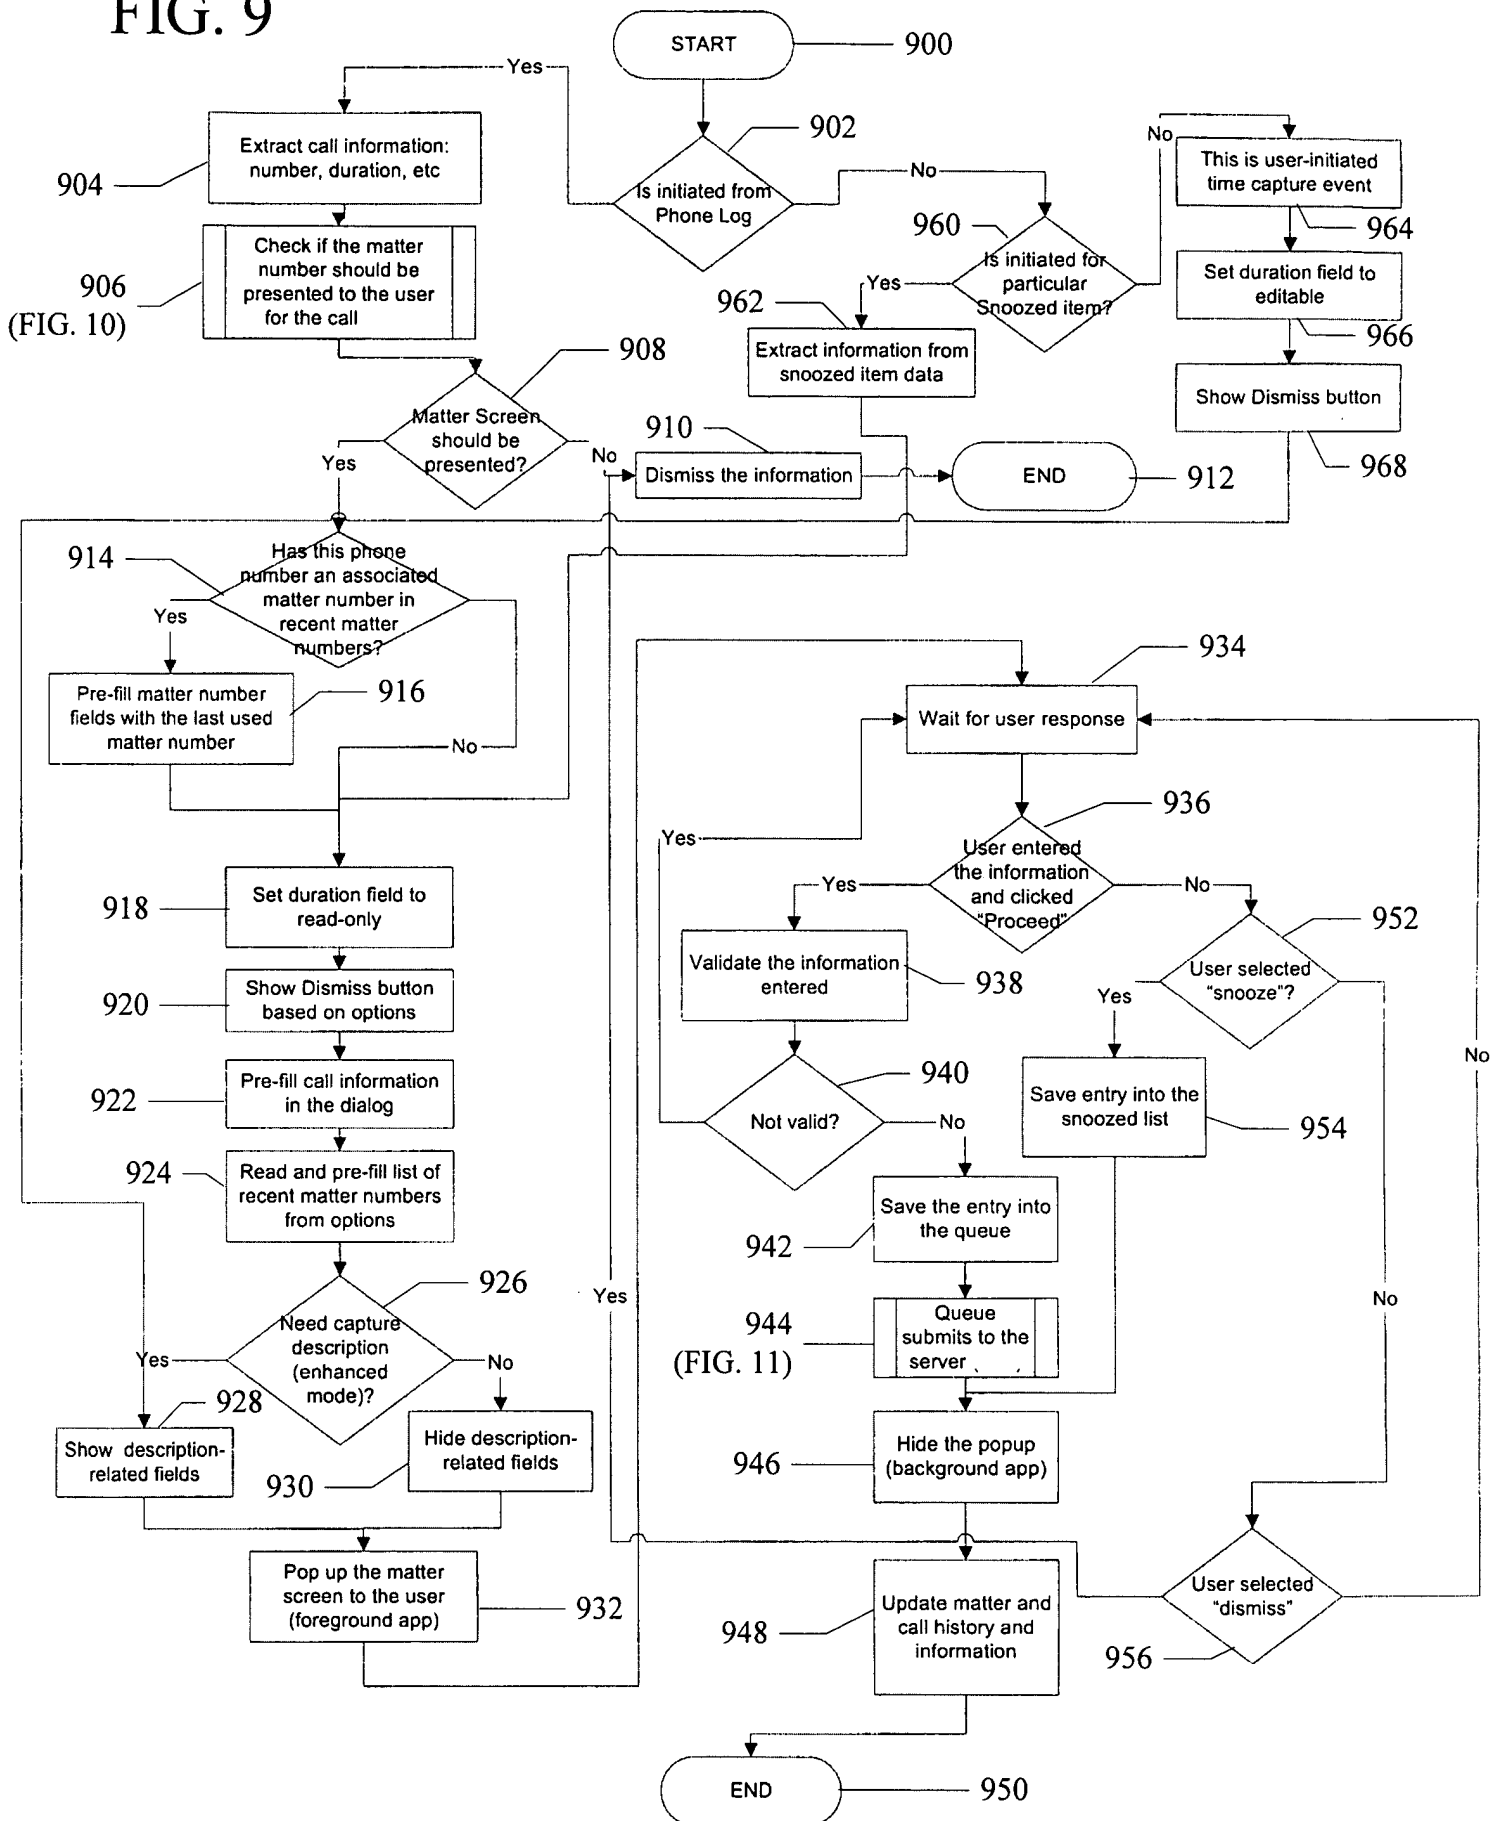 FIG. 9
START
900
Yes
902
Is initiated from
Phone Log
No
No
904
Extract call information:
number, duration, etc
This is user-initiated
time capture event
964
960
Is initiated for
particular
Snoozed item?
Yes
906
(FIG. 10)
Check if the matter
number should be
presented to the user
for the call
962
Extract information from
snoozed item data
Set duration field to
editable
966
908
Matter Screen
should be
presented?
Yes
No
910
Dismiss the information
END
912
Show Dismiss button
968
914
Has this phone
number an associated
matter number in
recent matter
numbers?
Yes
No
Pre-fill matter number
fields with the last used
matter number
916
918
Set duration field to
read-only
920
Show Dismiss button
based on options
922
Pre-fill call information
in the dialog
924
Read and pre-fill list of
recent matter numbers
from options
926
Need capture
description
(enhanced
mode)?
Yes
No
928
Show description-
related fields
Hide description-
related fields
930
Pop up the matter
screen to the user
(foreground app)
932
934
Wait for user response
936
User entered
the information
and clicked
"Proceed"
Yes
Yes
No
Validate the information
entered
938
952
User selected
"snooze"?
Yes
No
940
Not valid?
No
Save entry into the
snoozed list
954
Save the entry into
the queue
942
944
(FIG. 11)
Queue
submits to the
server
Yes
No
946
Hide the popup
(background app)
948
Update matter and
call history and
information
User selected
"dismiss"
956
END
950